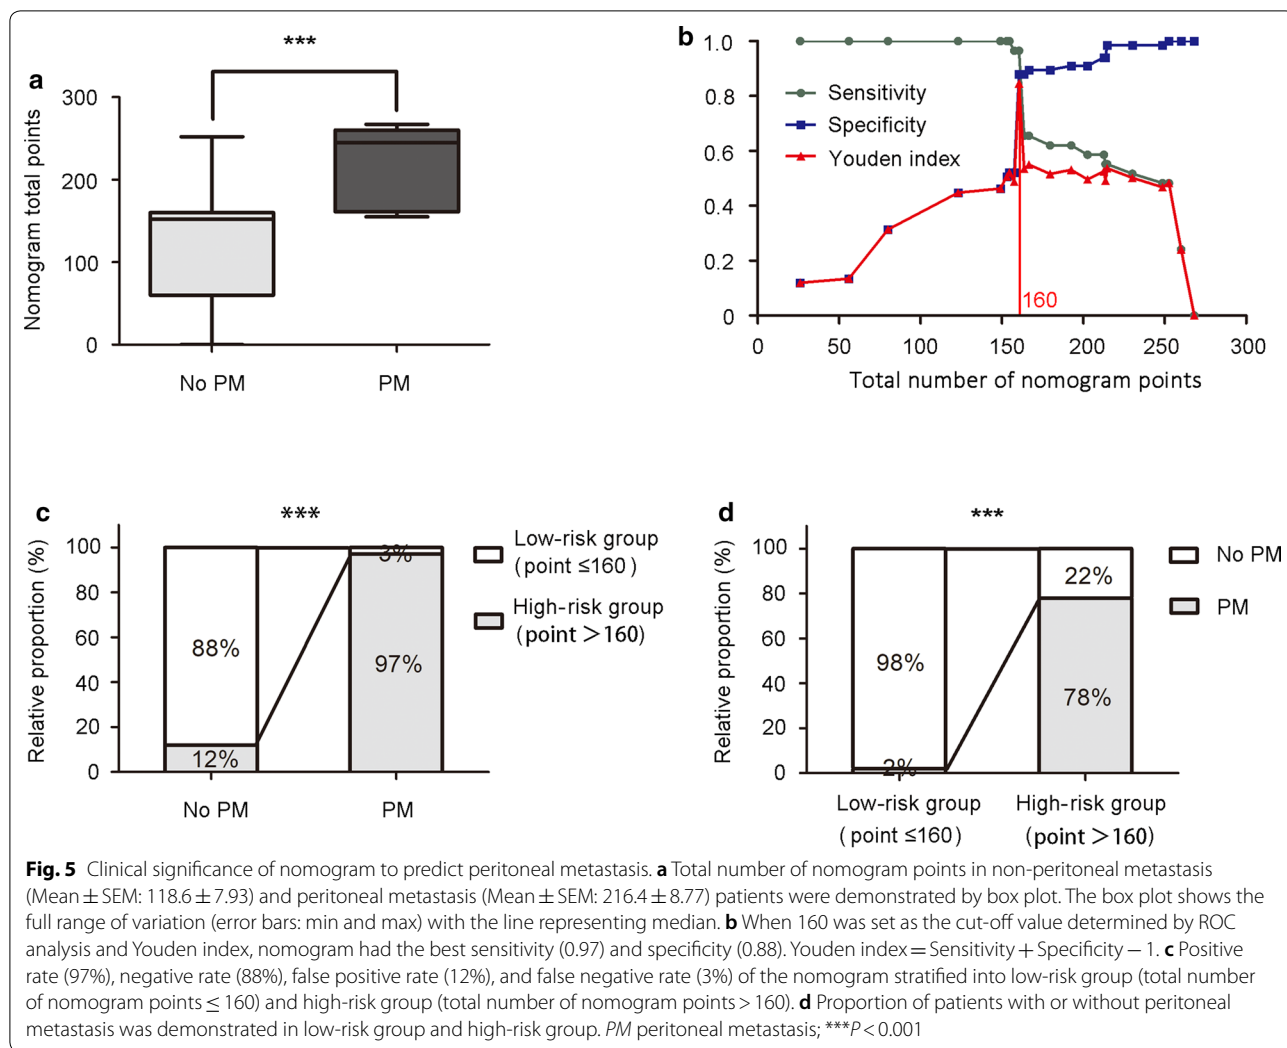 a
***
Nomogram total points
300
200
100
0
No PM
PM
b
1.0
0.8
0.6
0.4
0.2
0
Sensitivity
Specificity
Youden index
160
0
50
100
150
200
250
300
Total number of nomogram points
c
***
Relative proportion (%)
100
80
60
40
20
0
88%
12%
3%
97%
No PM
PM
Low-risk group
(point ≤160)
High-risk group
(point >160)
d
***
Relative proportion (%)
100
80
60
40
20
0
98%
2%
22%
78%
Low-risk group
(point ≤160)
High-risk group
(point >160)
No PM
PM
Fig. 5 Clinical significance of nomogram to predict peritoneal metastasis. a Total number of nomogram points in non-peritoneal metastasis
(Mean ± SEM: 118.6 ± 7.93) and peritoneal metastasis (Mean ± SEM: 216.4 ± 8.77) patients were demonstrated by box plot. The box plot shows the
full range of variation (error bars: min and max) with the line representing median. b When 160 was set as the cut-off value determined by ROC
analysis and Youden index, nomogram had the best sensitivity (0.97) and specificity (0.88). Youden index = Sensitivity + Specificity − 1. c Positive
rate (97%), negative rate (88%), false positive rate (12%), and false negative rate (3%) of the nomogram stratified into low-risk group (total number
of nomogram points ≤ 160) and high-risk group (total number of nomogram points > 160). d Proportion of patients with or without peritoneal
metastasis was demonstrated in low-risk group and high-risk group. PM peritoneal metastasis; ***P < 0.001